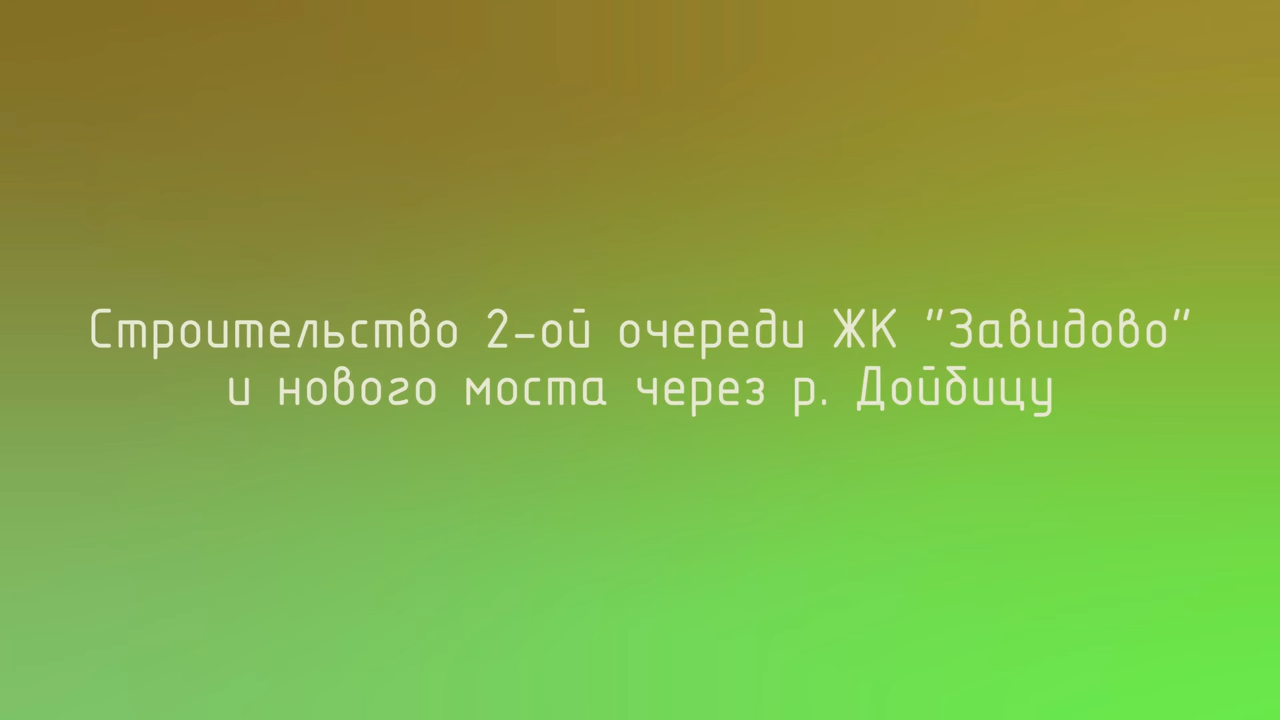 Строительство 2-ой очереди ЖК "Завидово"
и нового моста через р. Дойбицу